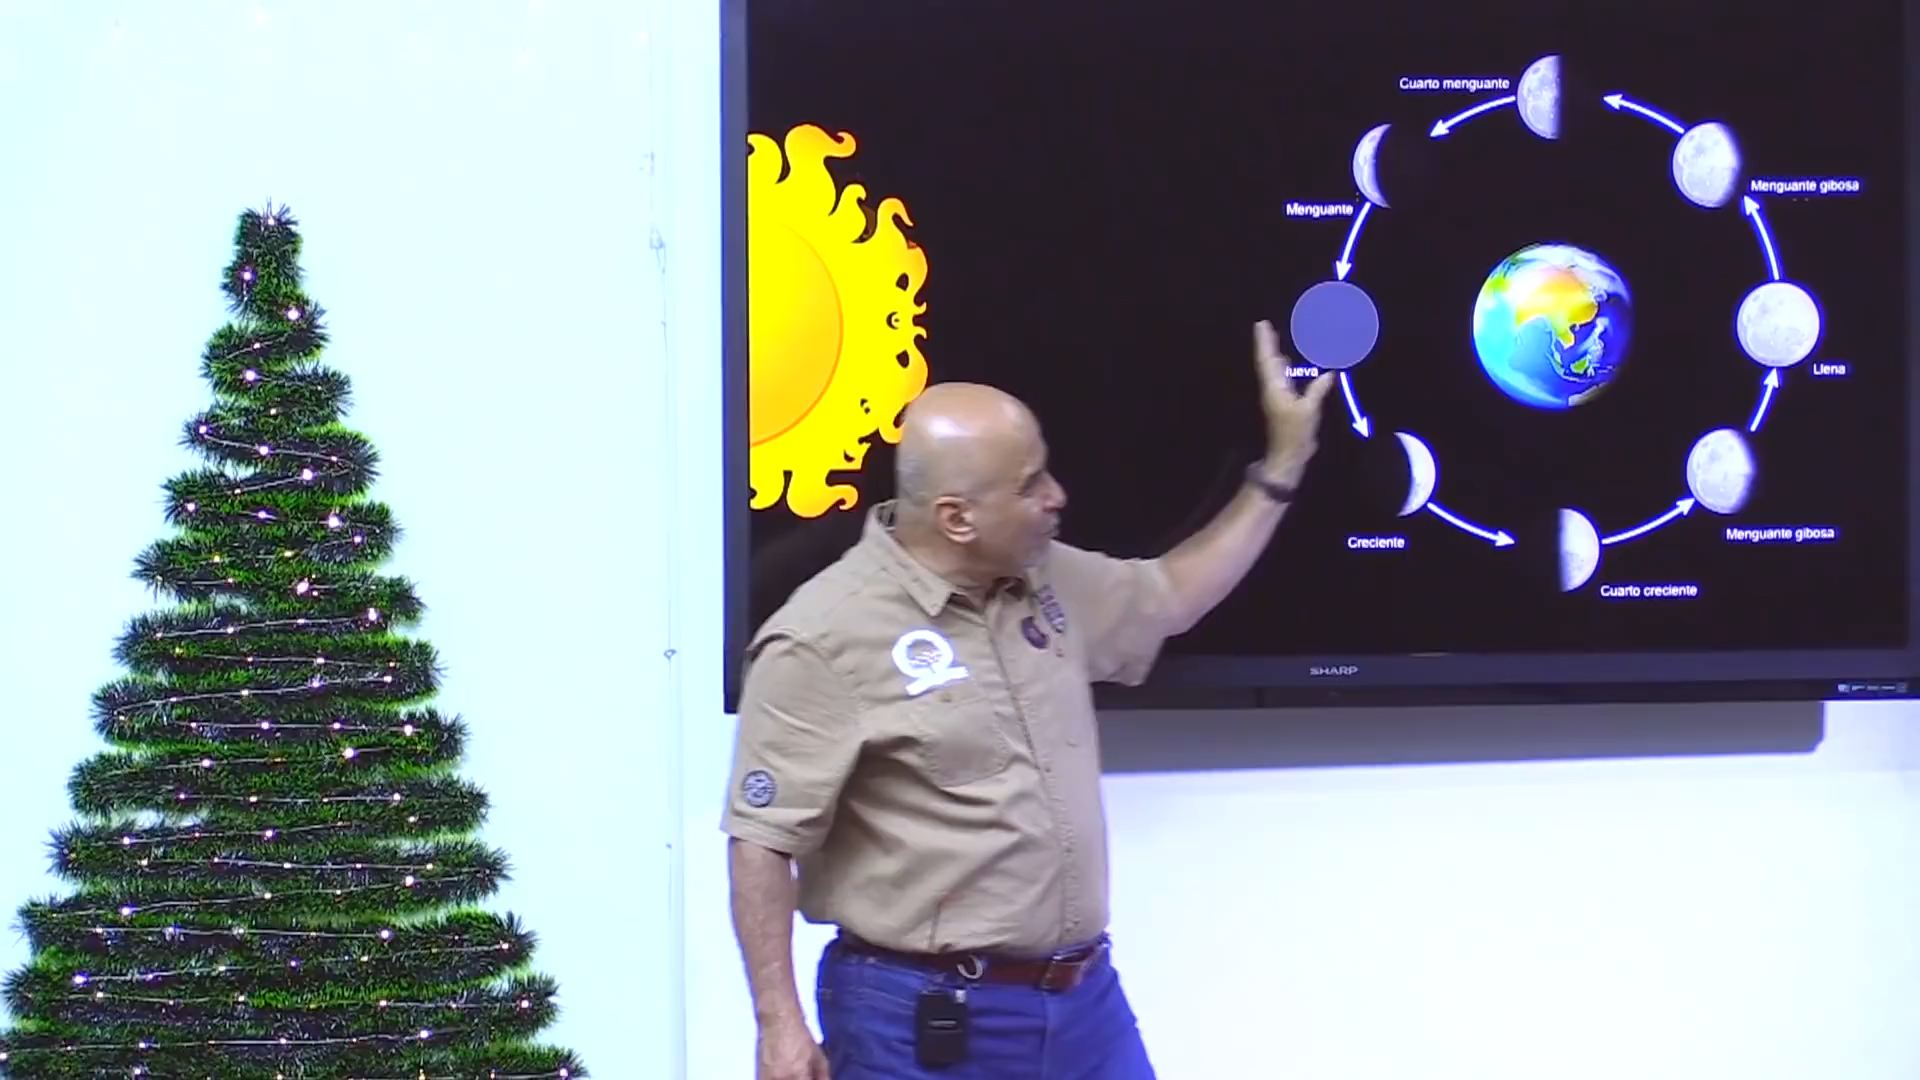 Cuarto menguante
Menguante gibosa
Menguante
ueva
Llena
Menguante gibosa
Creciente
Cuarto creciente
SHARP